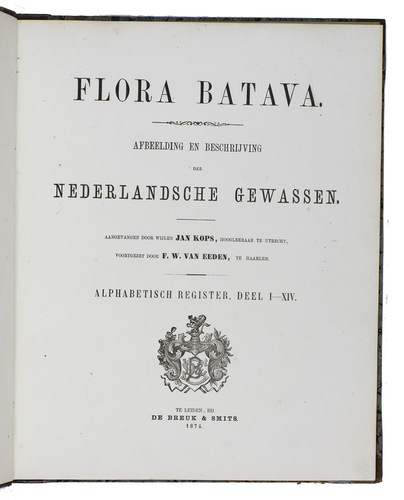 FLORA BATAVA.
AFBEELDING EN BESCHRIJVING
DER
NEDERLANDSCHE GEWASSEN.
AANGEVANGEN DOOR WIJLEN JAN KOPS, HOOGLEERAAR TE UTRECHT,
VOORTGEZET DOOR F. W. VAN EEDEN, TE HAARLEM.
ALPHABETISCH REGISTER, DEEL I—XIV.
TE LEIDEN, BIJ
DE BREUK & SMITS.
1874.